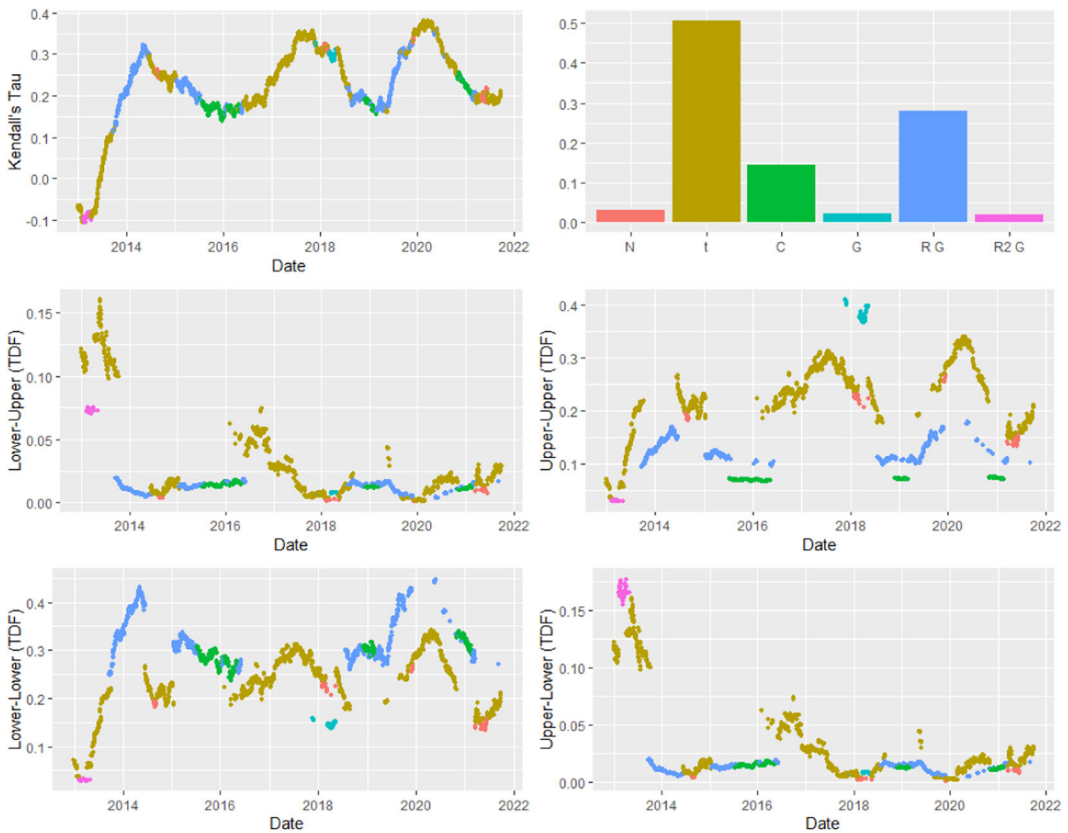 Kendall's Tau
0.4
0.3
0.2
0.1
0.0
-0.1
2014 2016 2018 2020 2022
Date
0.5
0.4
0.3
0.2
0.1
0.0
N t C G R G R2 G
Lower-Upper (TDF)
0.15
0.10
0.05
0.00
2014 2016 2018 2020 2022
Date
Upper-Upper (TDF)
0.4
0.3
0.2
0.1
2014 2016 2018 2020 2022
Date
Lower-Lower (TDF)
0.4
0.3
0.2
0.1
2014 2016 2018 2020 2022
Date
Upper-Lower (TDF)
0.15
0.10
0.05
0.00
2014 2016 2018 2020 2022
Date